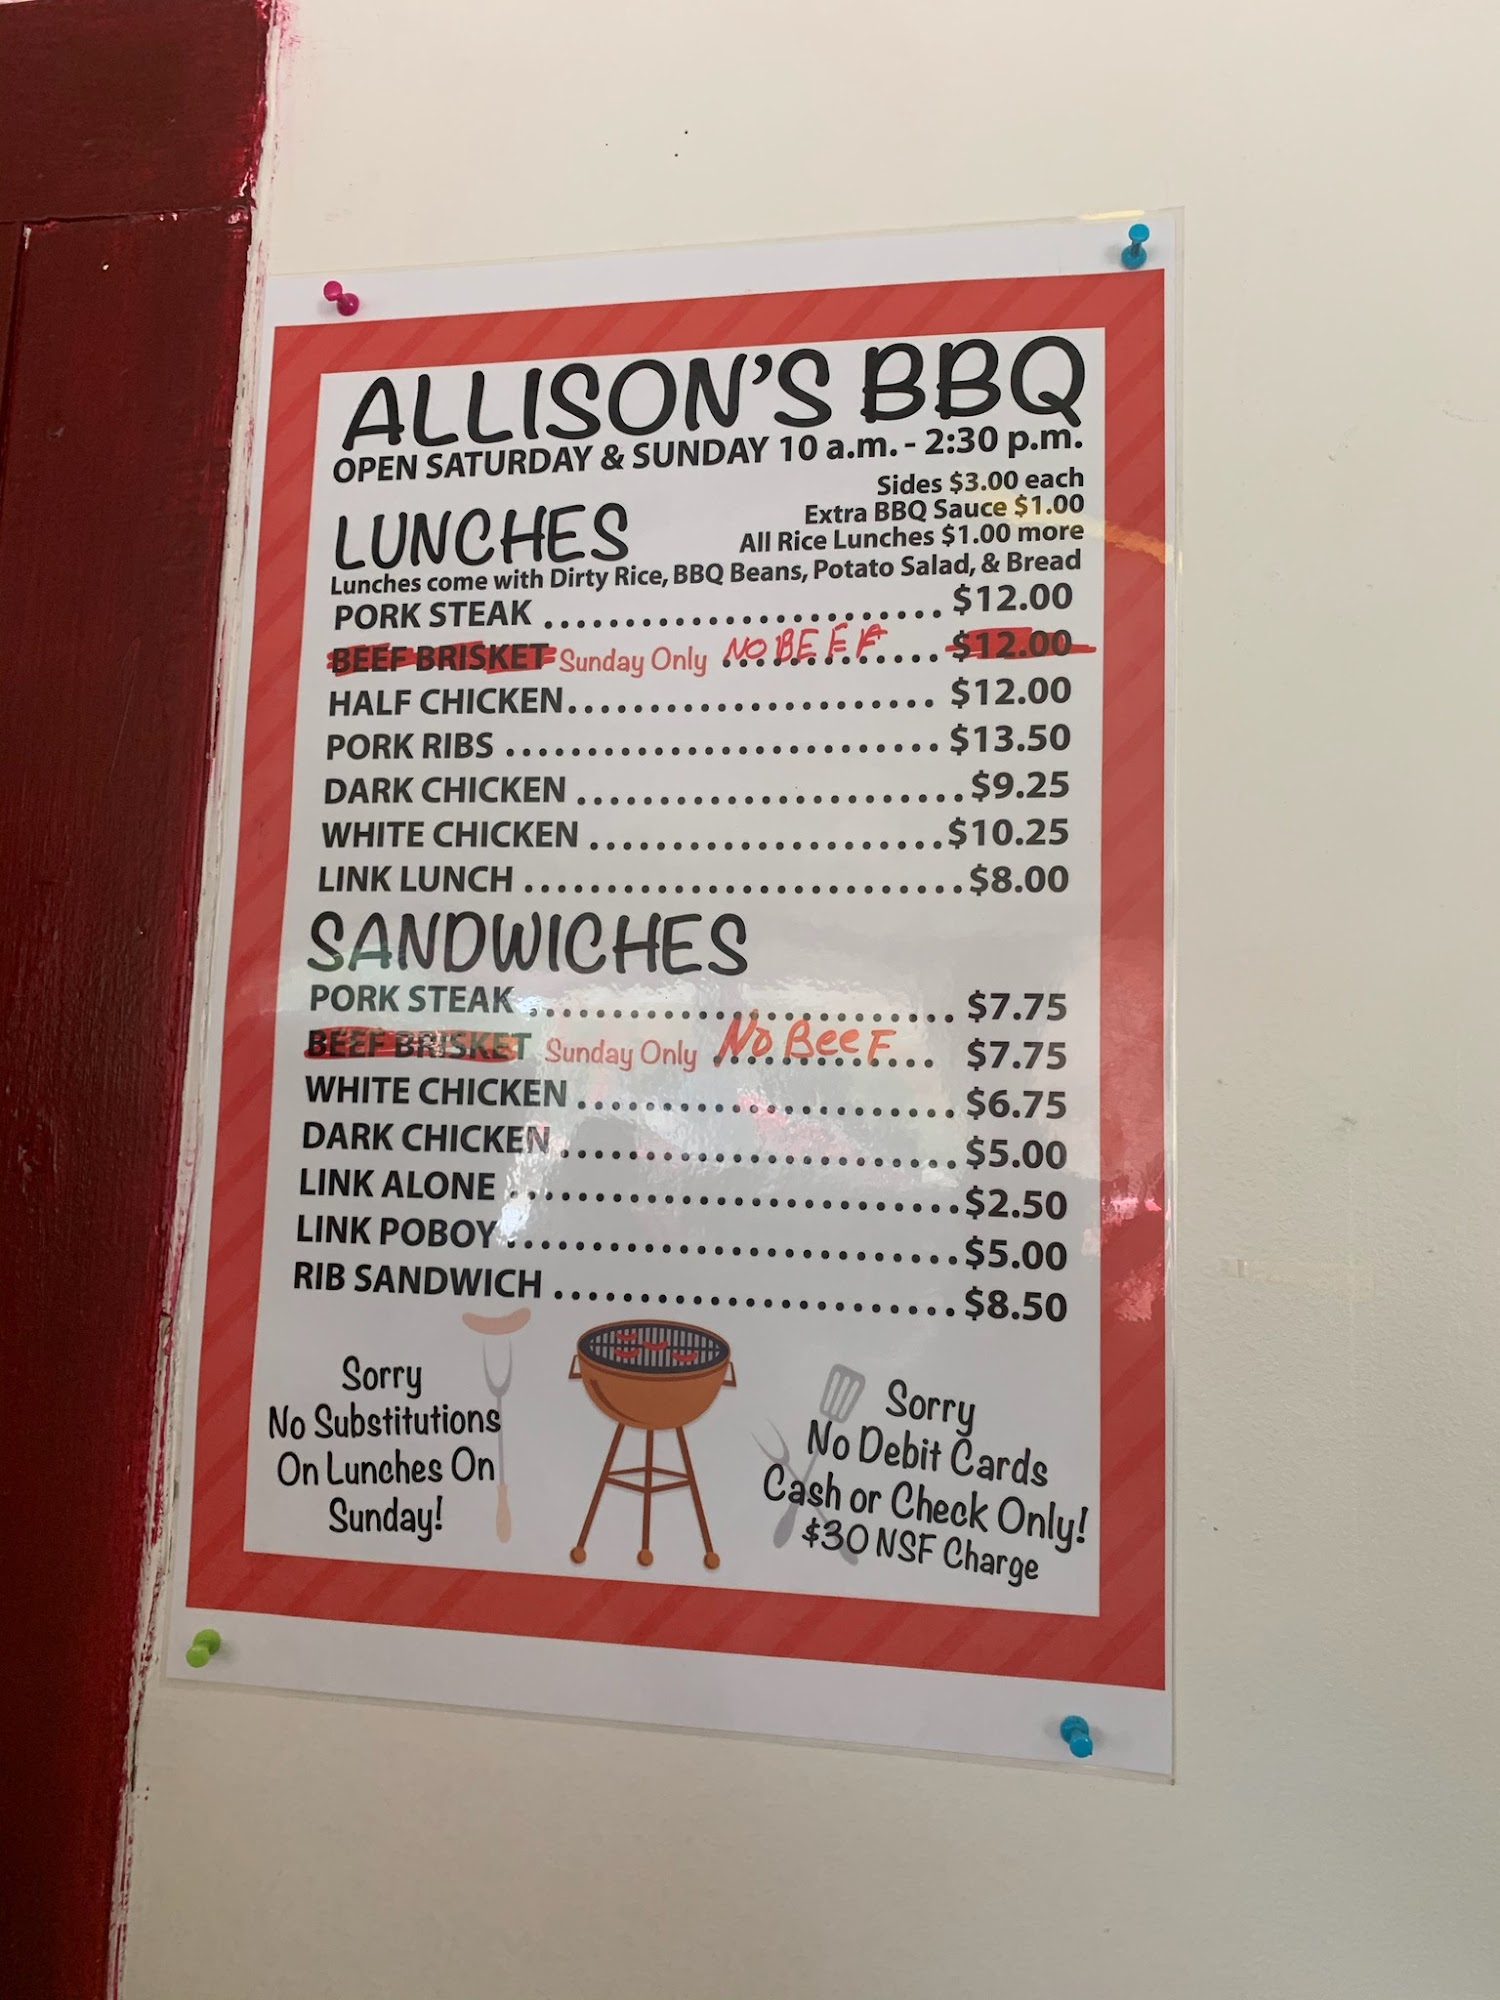 ALLISON'S BBQ
OPEN SATURDAY & SUNDAY 10 a.m. - 2:30 p.m.
Sides $3.00 each
Extra BBQ Sauce $1.00
All Rice Lunches $1.00 more
LUNCHES
Lunches come with Dirty Rice, BBQ Beans, Potato Salad, & Bread
PORK STEAK ........................ $12.00
BEEF BRISKET Sunday Only NO BEEF ............. $12.00
HALF CHICKEN...................... $12.00
PORK RIBS .......................... $13.50
DARK CHICKEN .......................$9.25
WHITE CHICKEN .....................$10.25
LINK LUNCH ..........................$8.00
SANDWICHES
PORK STEAK ......................... $7.75
BEEF BRISKET Sunday Only No BeeF ............. $7.75
WHITE CHICKEN ...................... $6.75
DARK CHICKEN .......................$5.00
LINK ALONE ..........................$2.50
LINK POBOY ..........................$5.00
RIB SANDWICH .......................$8.50
Sorry
No Substitutions
On Lunches On
Sunday!
Sorry
No Debit Cards
Cash or Check Only!
$30 NSF Charge